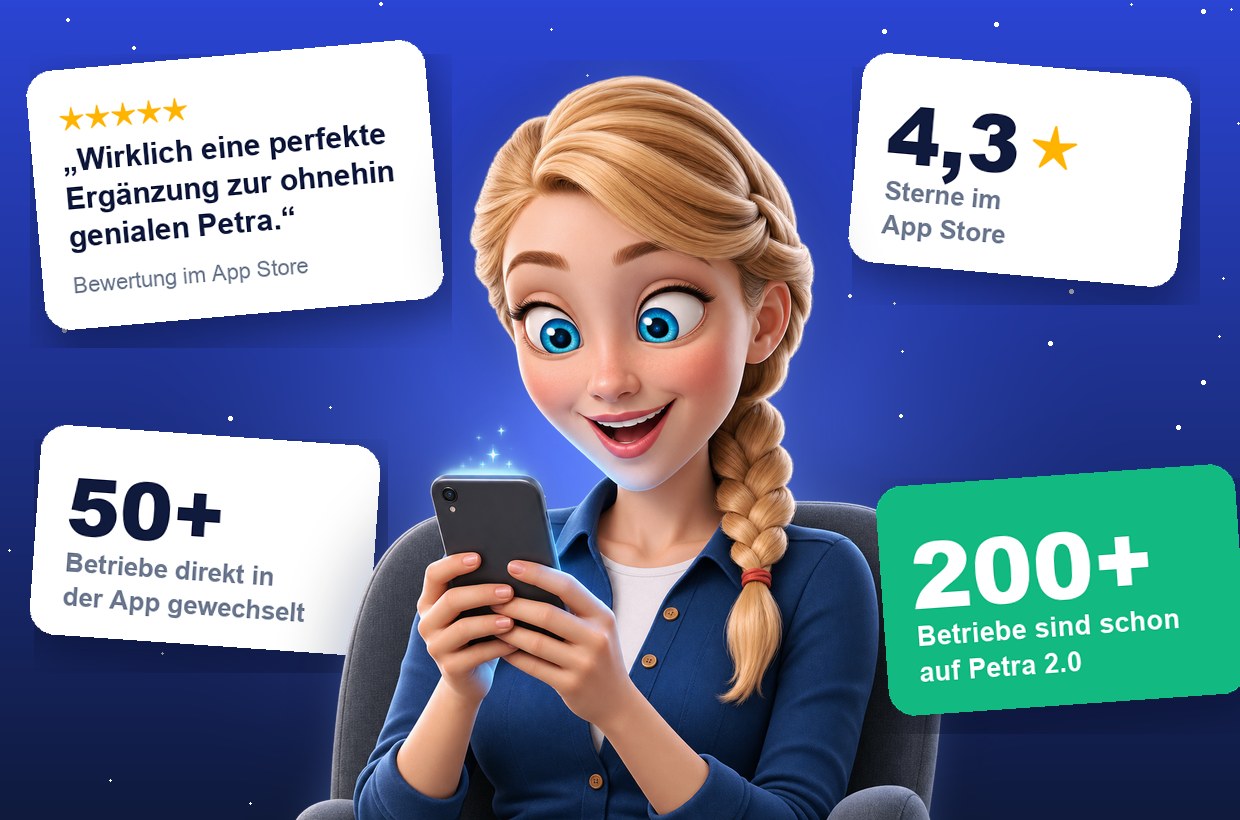 ★★★★★
„Wirklich eine perfekte
Ergänzung zur ohnehin
genialen Petra.“
Bewertung im App Store
4,3 ★
Sterne im
App Store
50+
Betriebe direkt in
der App gewechselt
200+
Betriebe sind schon
auf Petra 2.0